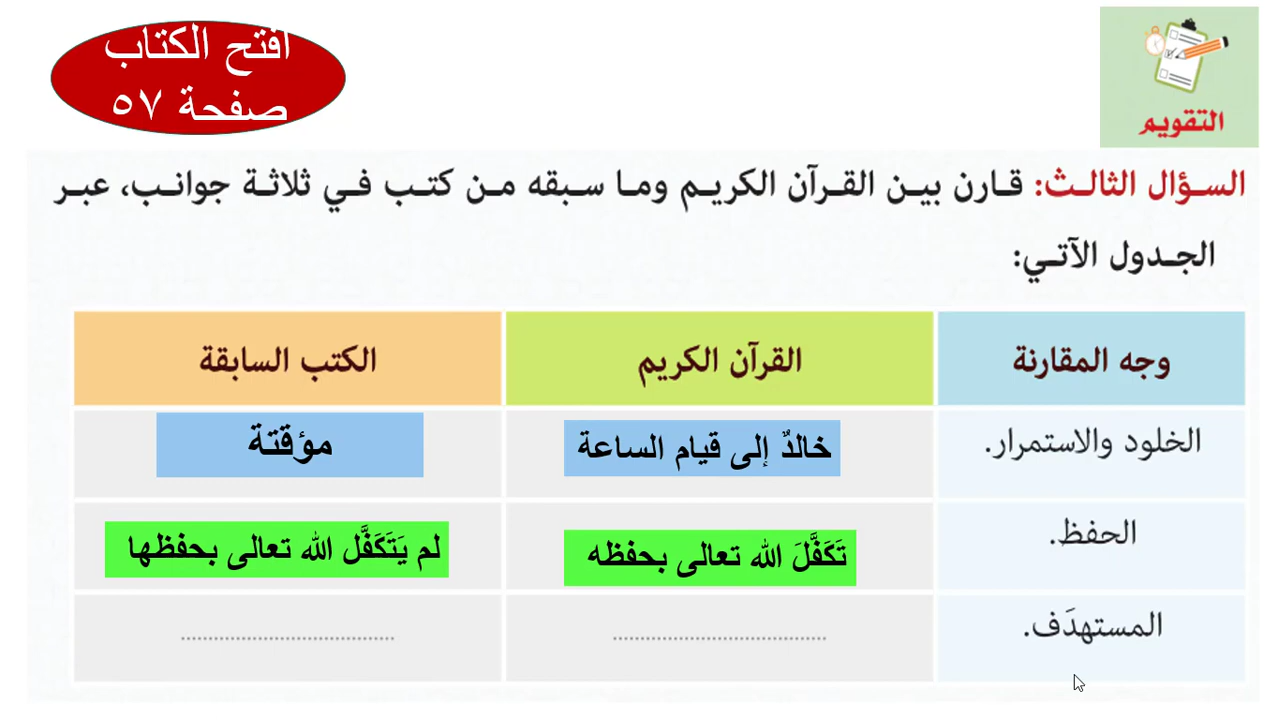 افتح الكتاب
صفحة ٥٧
التقويم
السؤال الثالث: قارن بين القرآن الكريم وما سبقه من كتب في ثلاثة جوانب، عبر
الجدول الآتي:
وجه المقارنة القرآن الكريم الكتب السابقة
الخلود والاستمرار. خالدٌ إلى قيام الساعة مؤقتة
الحفظ. تَكَفَّلَ الله تعالى بحفظه لم يَتَكَفَّل الله تعالى بحفظها
المستهدَف. ...................................... ......................................